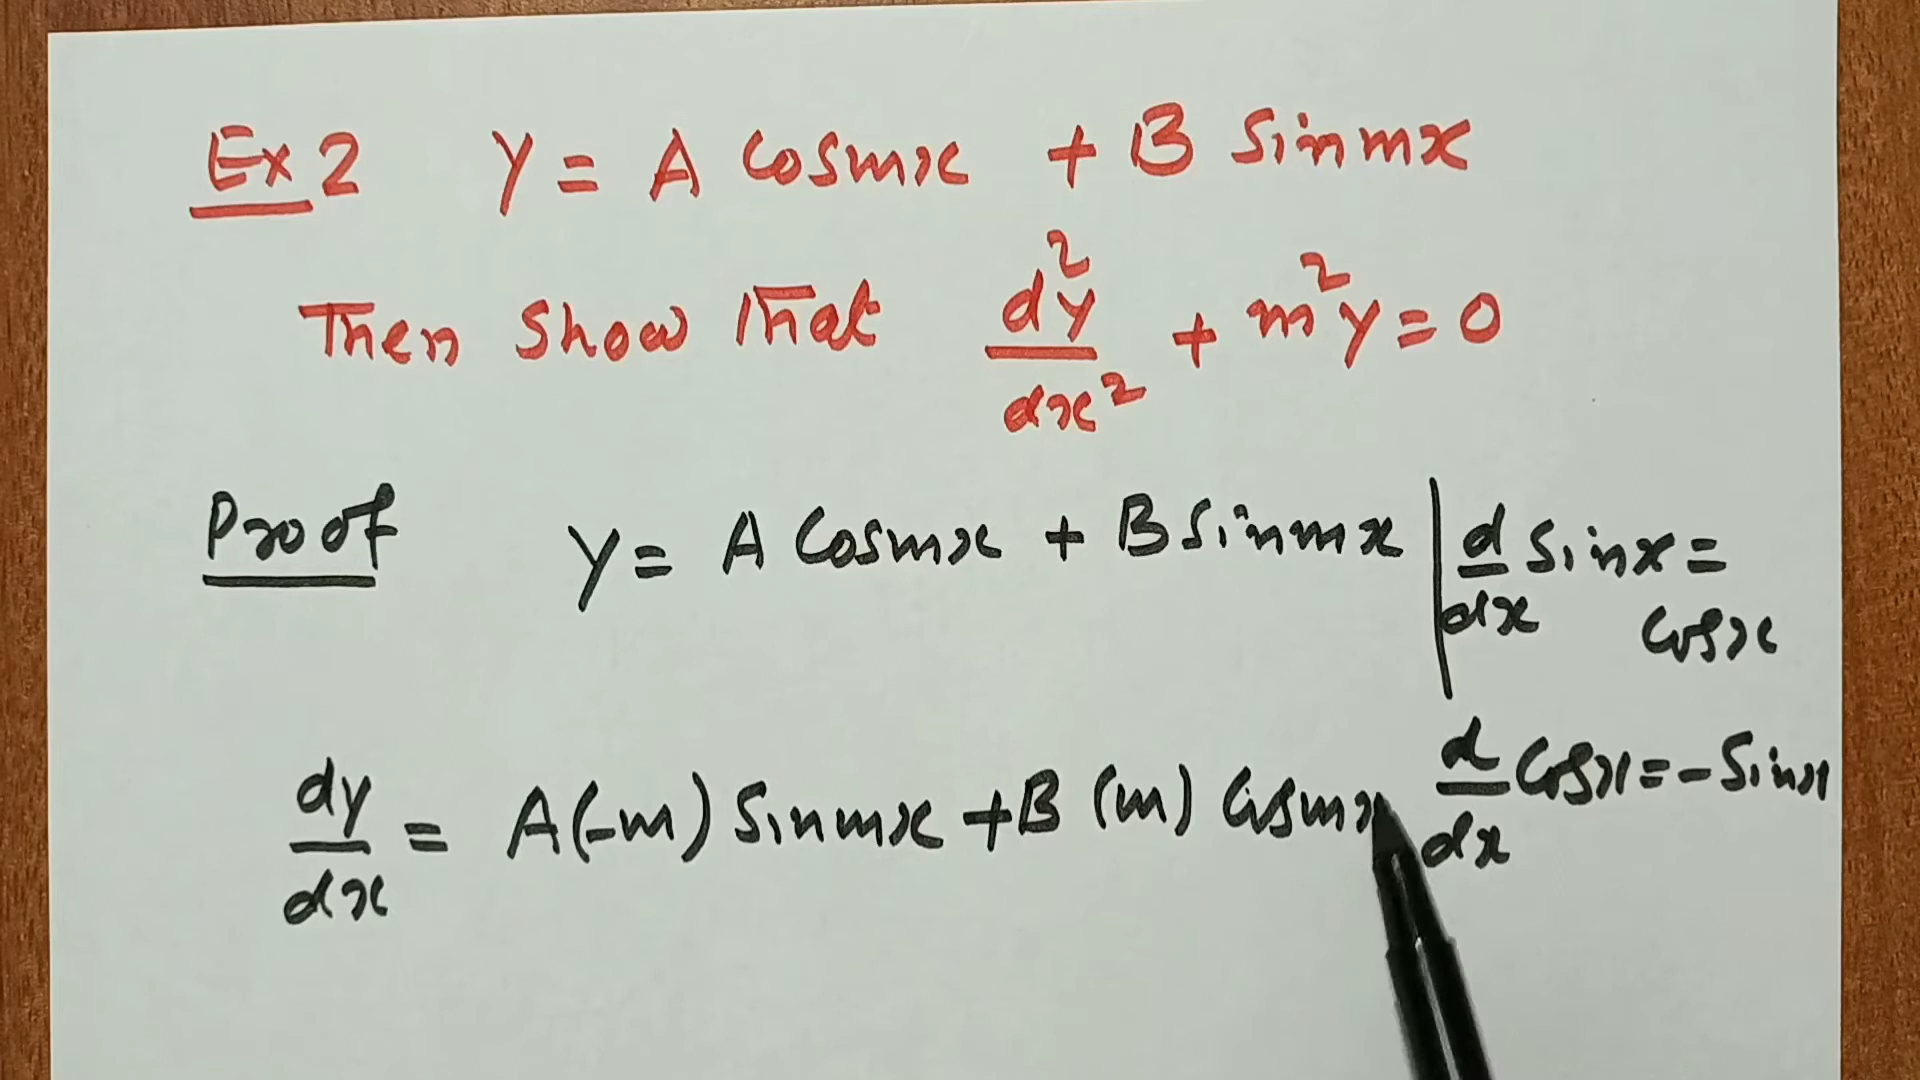 Ex 2 y = A cosmx + B sinmx
Then show that d²y/dx² + m²y = 0
Proof y = A cosmx + B sinmx | d/dx sinx = cosx
dy/dx = A(-m) sinmx + B (m) cosmx d/dx cosx = - sinx